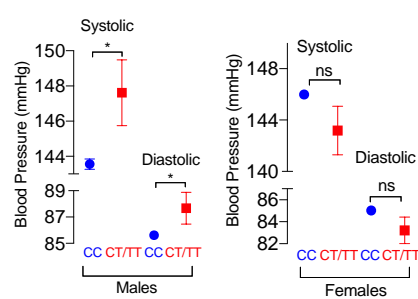 Systolic
*
Blood Pressure (mmHg)
150
148
146
144
Diastolic
*
89
87
85
CC CT/TT CC CT/TT
Males
Systolic
ns
Blood Pressure (mmHg)
148
144
140
Diastolic
ns
86
84
82
CC CT/TT CC CT/TT
Females